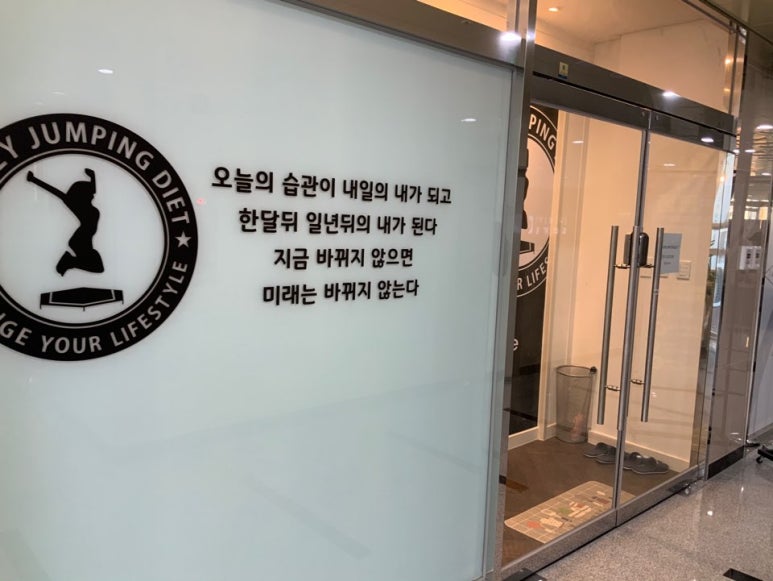 JUMPING DIET ★
YOUR LIFESTYLE
오늘의 습관이 내일의 내가 되고
한달뒤 일년뒤의 내가 된다
지금 바뀌지 않으면
미래는 바뀌지 않는다